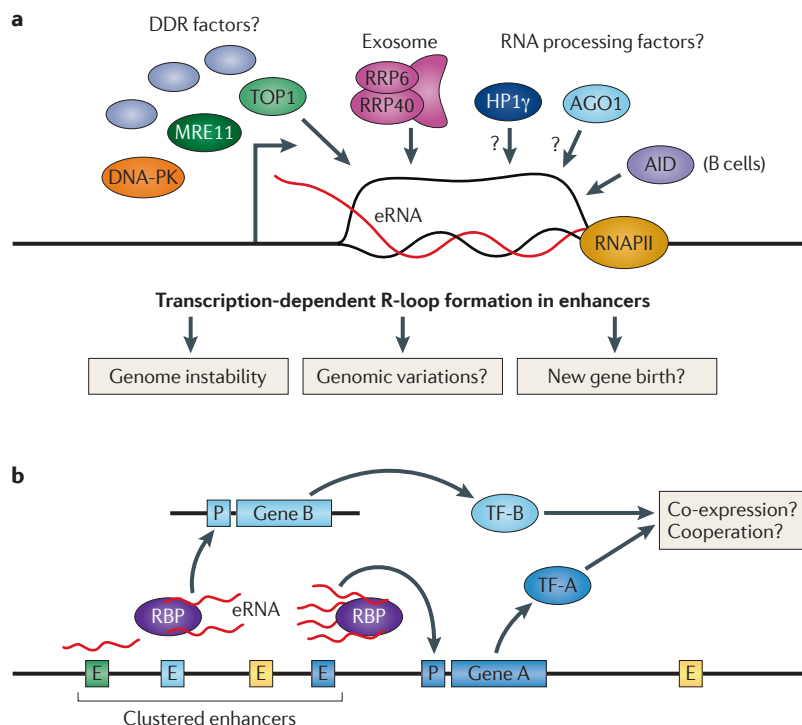 a
DDR factors?
Exosome
RNA processing factors?
RRP6
RRP40
TOP1
MRE11
DNA-PK
HP1γ
AGO1
?
?
AID
(B cells)
eRNA
RNAPII
Transcription-dependent R-loop formation in enhancers
Genome instability
Genomic variations?
New gene birth?
b
P
Gene B
TF-B
Co-expression?
Cooperation?
TF-A
RBP
eRNA
RBP
E
E
E
E
P
Gene A
E
Clustered enhancers